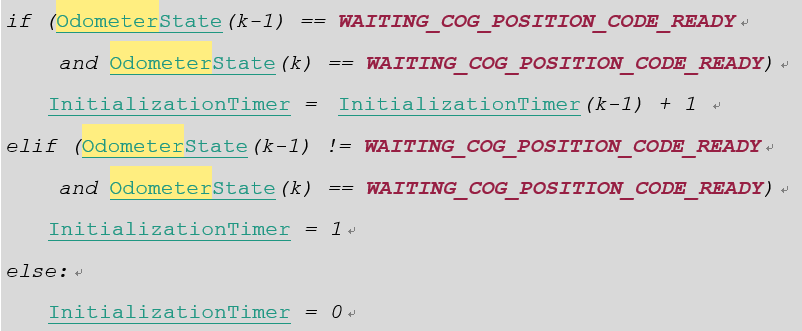 if (OdometerState(k-1) == WAITING_COG_POSITION_CODE_READY
and OdometerState(k) == WAITING_COG_POSITION_CODE_READY)
InitializationTimer = InitializationTimer(k-1) + 1
elif (OdometerState(k-1) != WAITING_COG_POSITION_CODE_READY
and OdometerState(k) == WAITING_COG_POSITION_CODE_READY)
InitializationTimer = 1
else:
InitializationTimer = 0